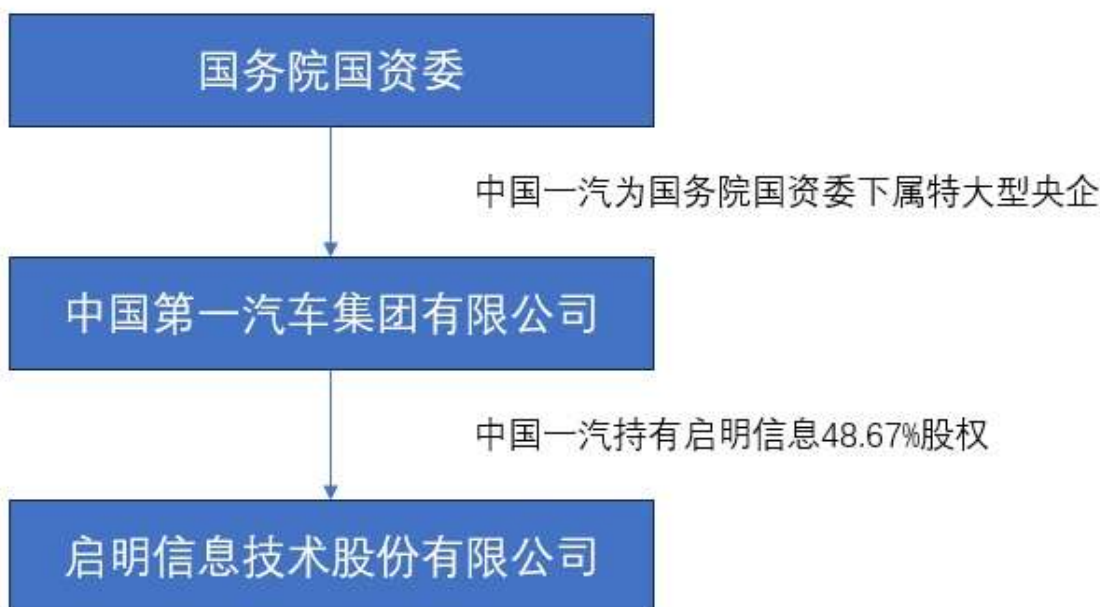 国务院国资委
中国一汽为国务院国资委下属特大型央企
中国第一汽车集团有限公司
中国一汽持有启明信息48.67%股权
启明信息技术股份有限公司